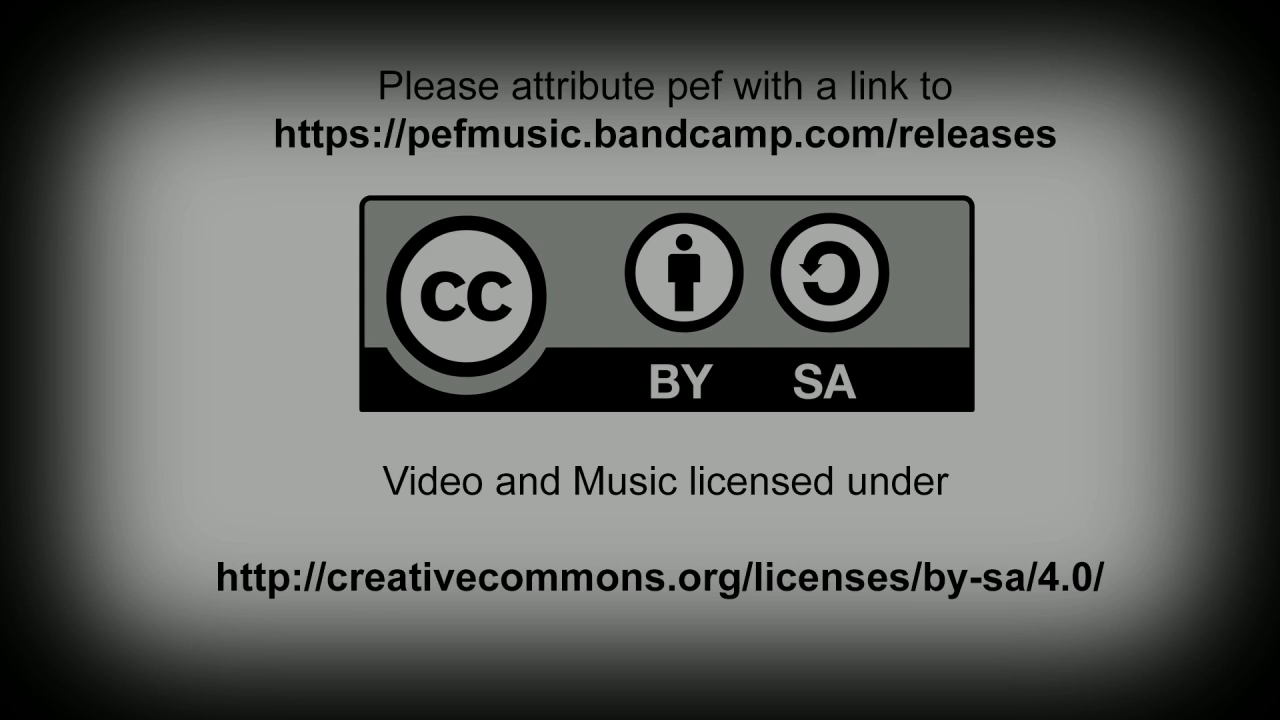 Please attribute pef with a link to
https://pefmusic.bandcamp.com/releases
CC
BY SA
Video and Music licensed under
http://creativecommons.org/licenses/by-sa/4.0/